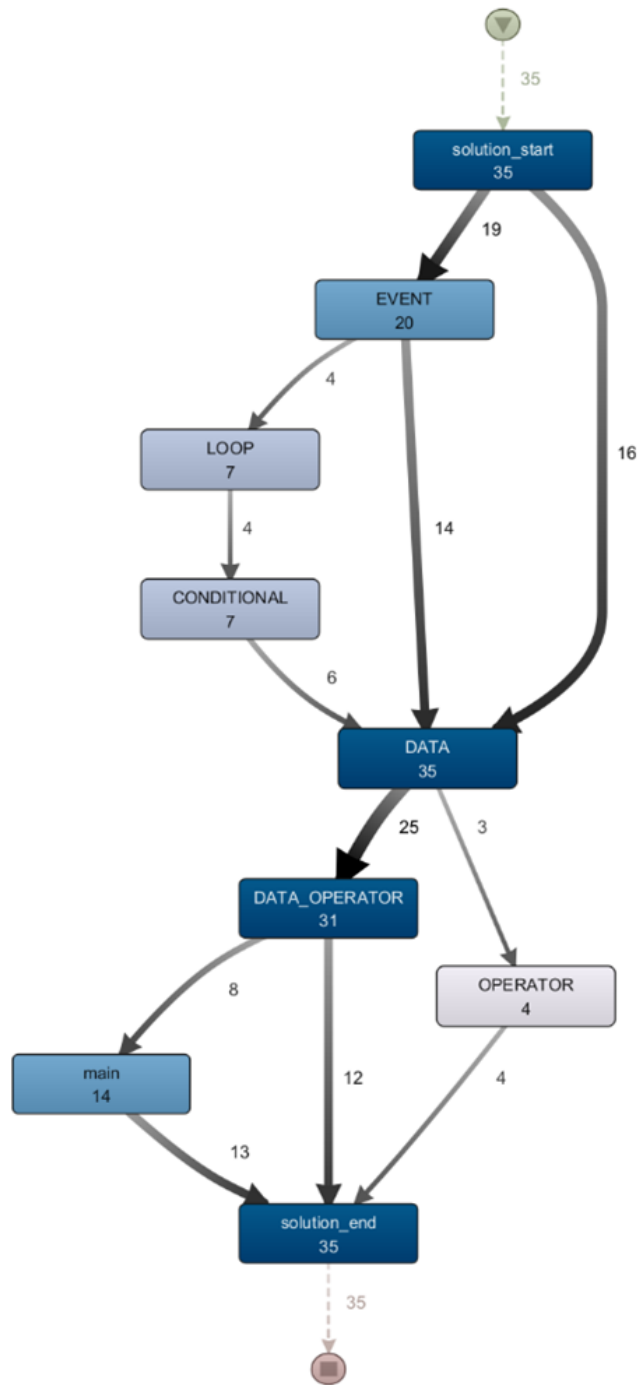 35
solution_start
35
19
EVENT
20
4
16
LOOP
7
4
14
CONDITIONAL
7
6
DATA
35
25
3
DATA_OPERATOR
31
8
OPERATOR
4
main
14
12
4
13
solution_end
35
35